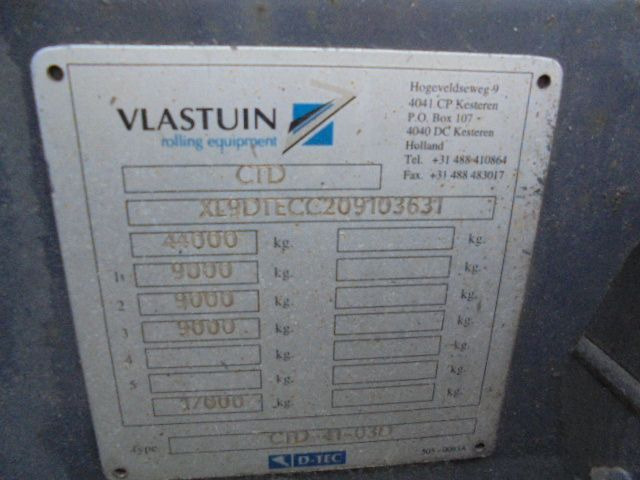 VLASTUIN
rolling equipment
Hogeveldseweg 9
4041 CP Kesteren
P.O. Box 107
4040 DC Kesteren
Holland
Tel. +31 488-410864
Fax. +31 488 483017
CTD
XL9DTECC209103631
44000 kg. kg.
1 9000 kg. kg.
2 9000 kg. kg.
3 9000 kg. kg.
4 kg. kg.
5 kg. kg.
17000 kg. kg.
Type CTD-41-03D
D-TEC